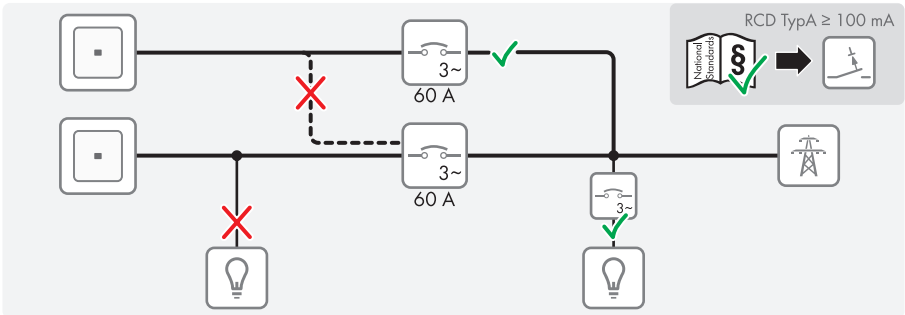 RCD TypA ≥ 100 mA
National
Standards
§
3~
60 A
3~
60 A
3~